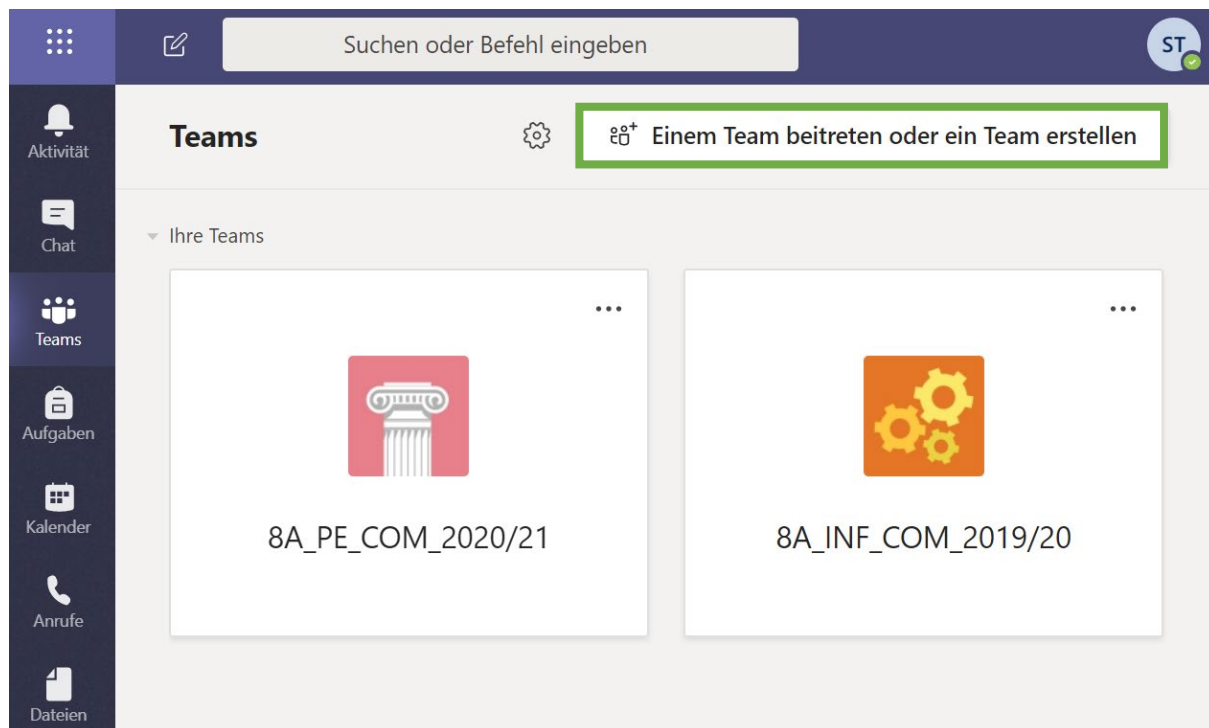 Suchen oder Befehl eingeben
ST
Aktivität
Chat
Teams
Aufgaben
Kalender
Anrufe
Dateien
Teams
Einem Team beitreten oder ein Team erstellen
Ihre Teams
8A_PE_COM_2020/21
8A_INF_COM_2019/20